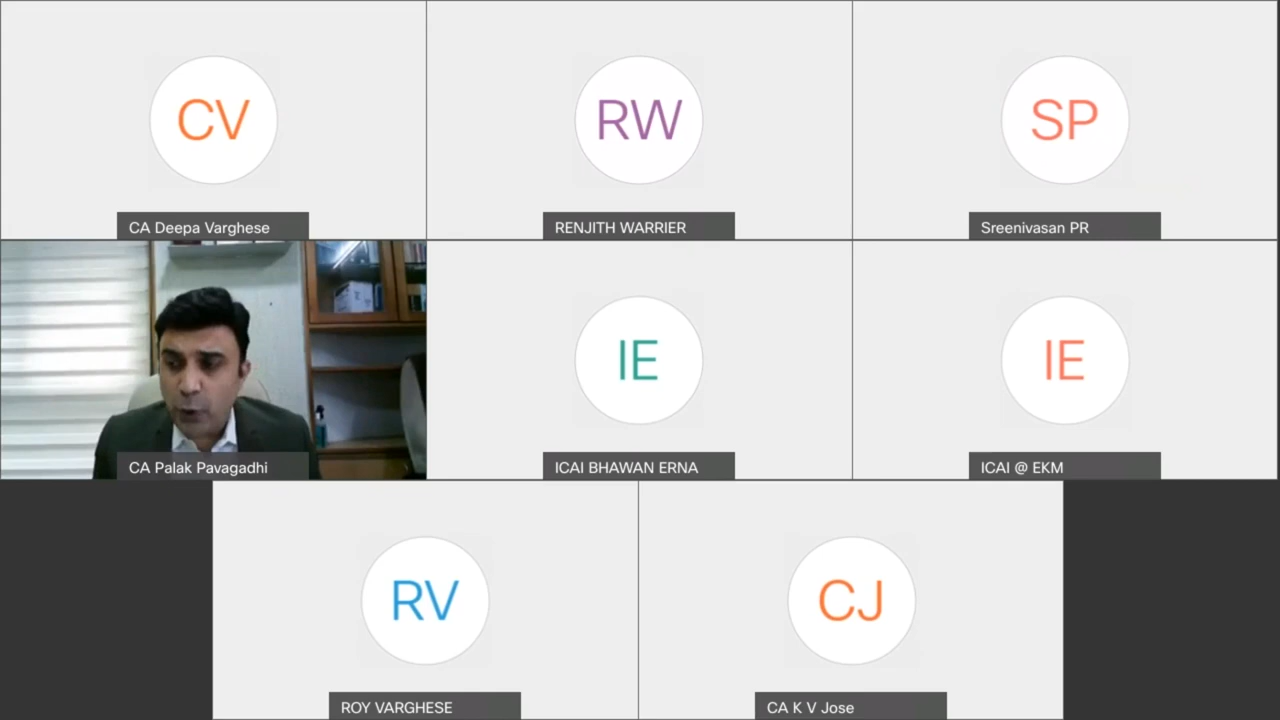 CV
RW
SP
CA Deepa Varghese
RENJITH WARRIER
Sreenivasan PR
IE
IE
CA Palak Pavagadhi
ICAI BHAWAN ERNA
ICAI @ EKM
RV
CJ
ROY VARGHESE
CA K V Jose